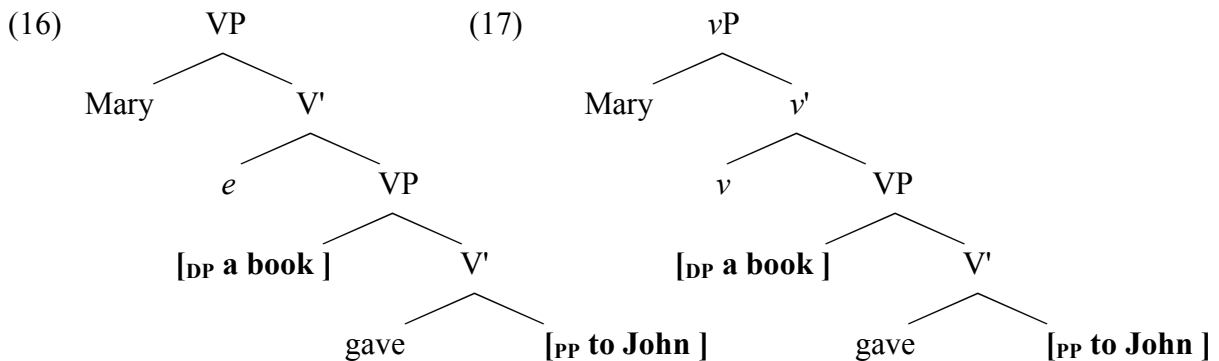 (16) VP (17) vP
Mary V' Mary v'
e VP v VP
[DP a book ] V' [DP a book ] V'
gave [PP to John ] gave [PP to John ]